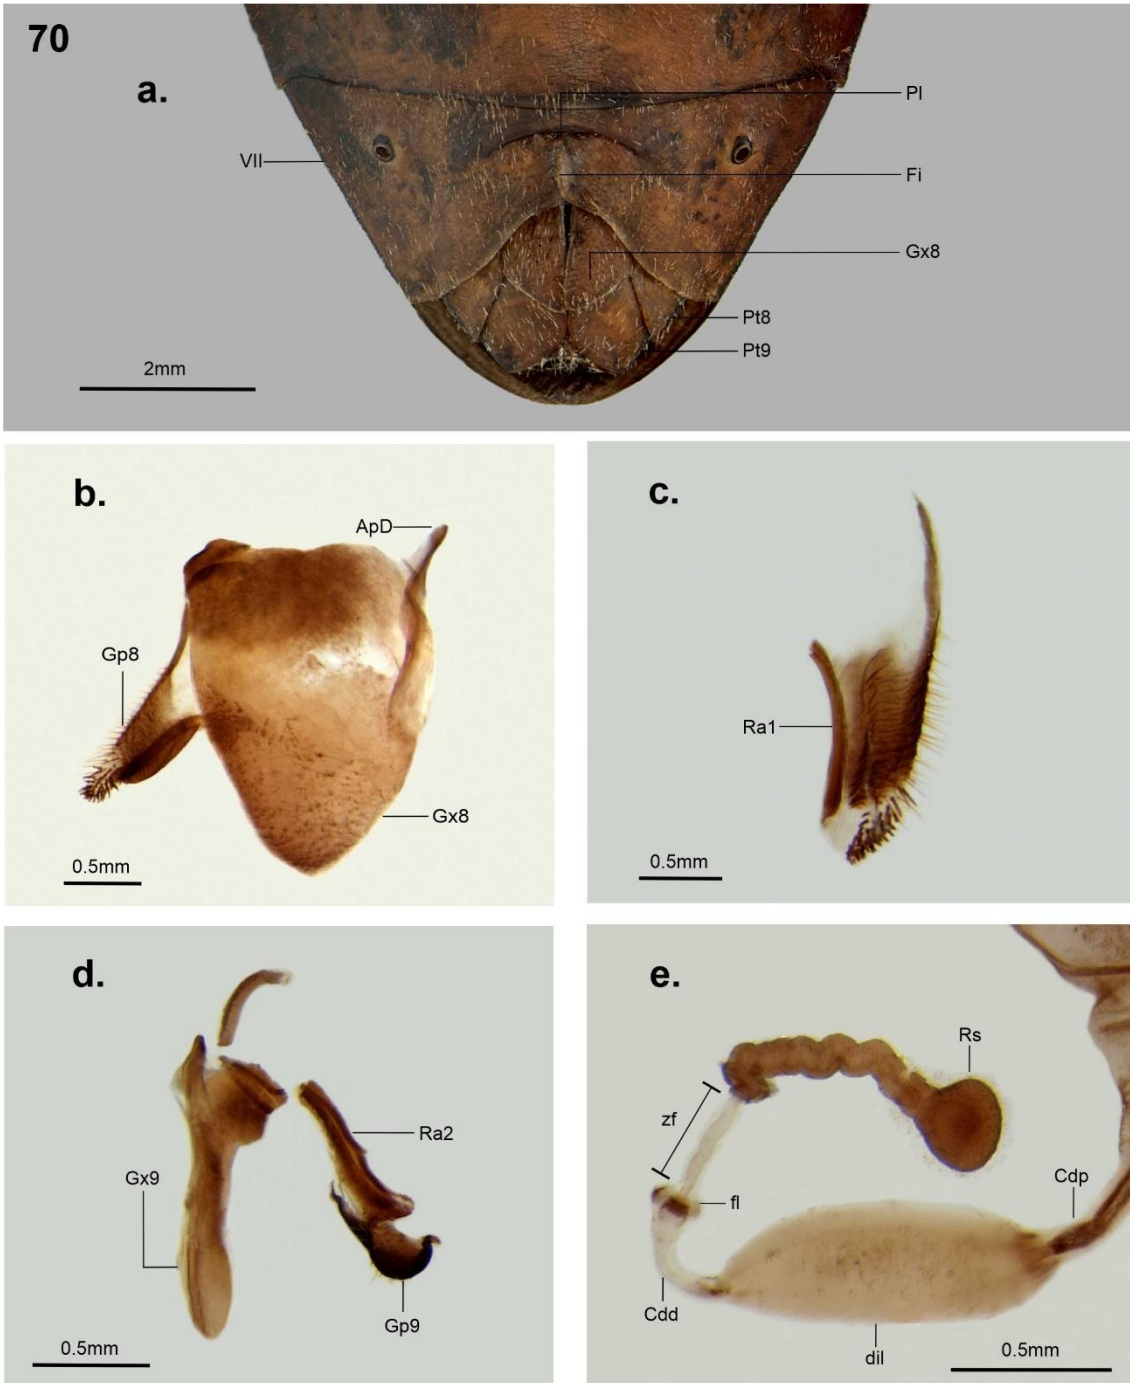 70
a.
Pl
VII
Fi
Gx8
Pt8
Pt9
2mm
b.
ApD
Gp8
Gx8
0.5mm
c.
Ra1
0.5mm
d.
Ra2
Gx9
Gp9
0.5mm
e.
Rs
zf
Cdp
fl
Cdd
dil
0.5mm